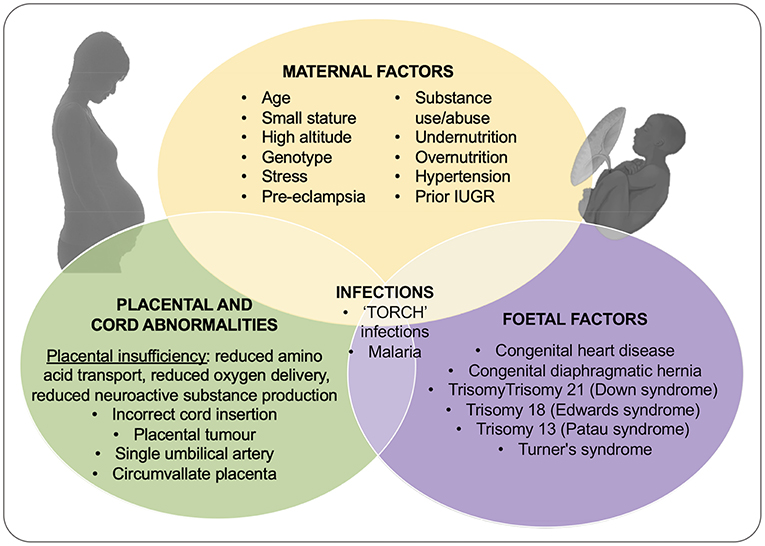 MATERNAL FACTORS
• Age
• Small stature
• High altitude
• Genotype
• Stress
• Pre-eclampsia
• Substance
use/abuse
• Undernutrition
• Overnutrition
• Hypertension
• Prior IUGR
INFECTIONS
• ‘TORCH’
infections
• Malaria
PLACENTAL AND
CORD ABNORMALITIES
Placental insufficiency: reduced amino
acid transport, reduced oxygen delivery,
reduced neuroactive substance production
• Incorrect cord insertion
• Placental tumour
• Single umbilical artery
• Circumvallate placenta
FOETAL FACTORS
• Congenital heart disease
• Congenital diaphragmatic hernia
• TrisomyTrisomy 21 (Down syndrome)
• Trisomy 18 (Edwards syndrome)
• Trisomy 13 (Patau syndrome)
• Turner's syndrome